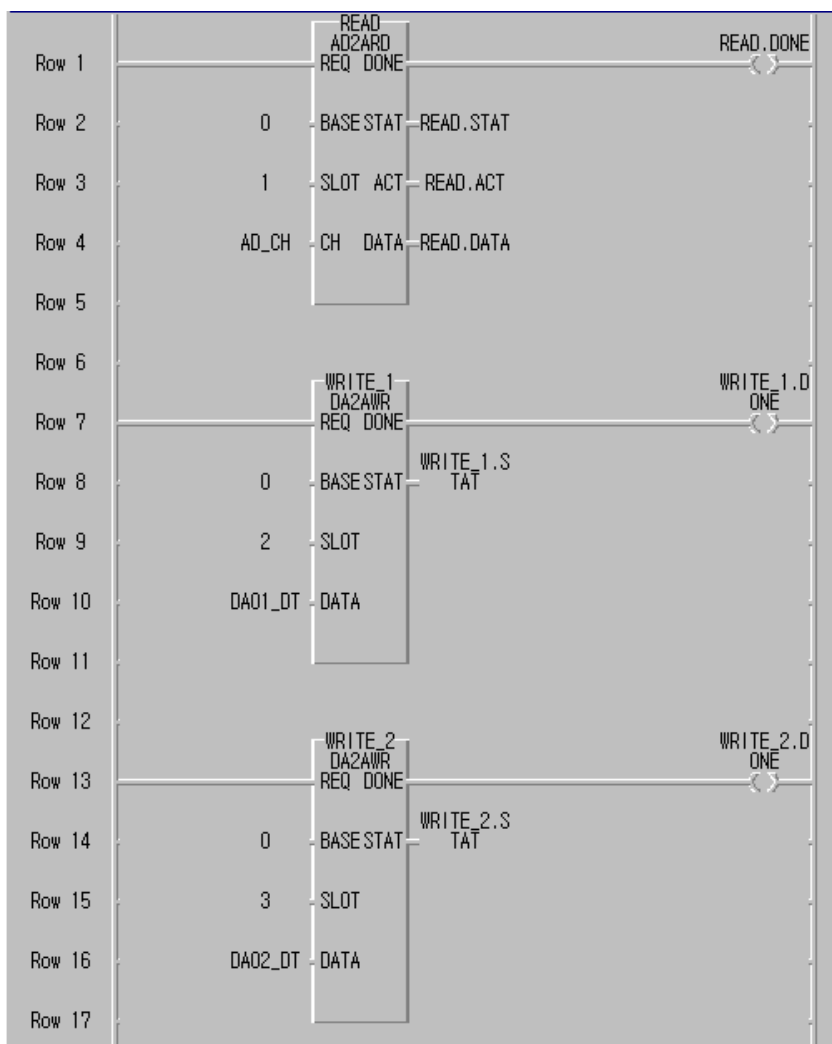 READ
AD2ARD
READ.DONE
Row 1 REQ DONE
Row 2 0 BASE STAT READ.STAT
Row 3 1 SLOT ACT READ.ACT
Row 4 AD_CH CH DATA READ.DATA
Row 5
Row 6
WRITE_1 WRITE_1.D
DA2AWR ONE
Row 7 REQ DONE
WRITE_1.S
Row 8 0 BASE STAT TAT
Row 9 2 SLOT
Row 10 DA01_DT DATA
Row 11
Row 12
WRITE_2 WRITE_2.D
DA2AWR ONE
Row 13 REQ DONE
WRITE_2.S
Row 14 0 BASE STAT TAT
Row 15 3 SLOT
Row 16 DA02_DT DATA
Row 17